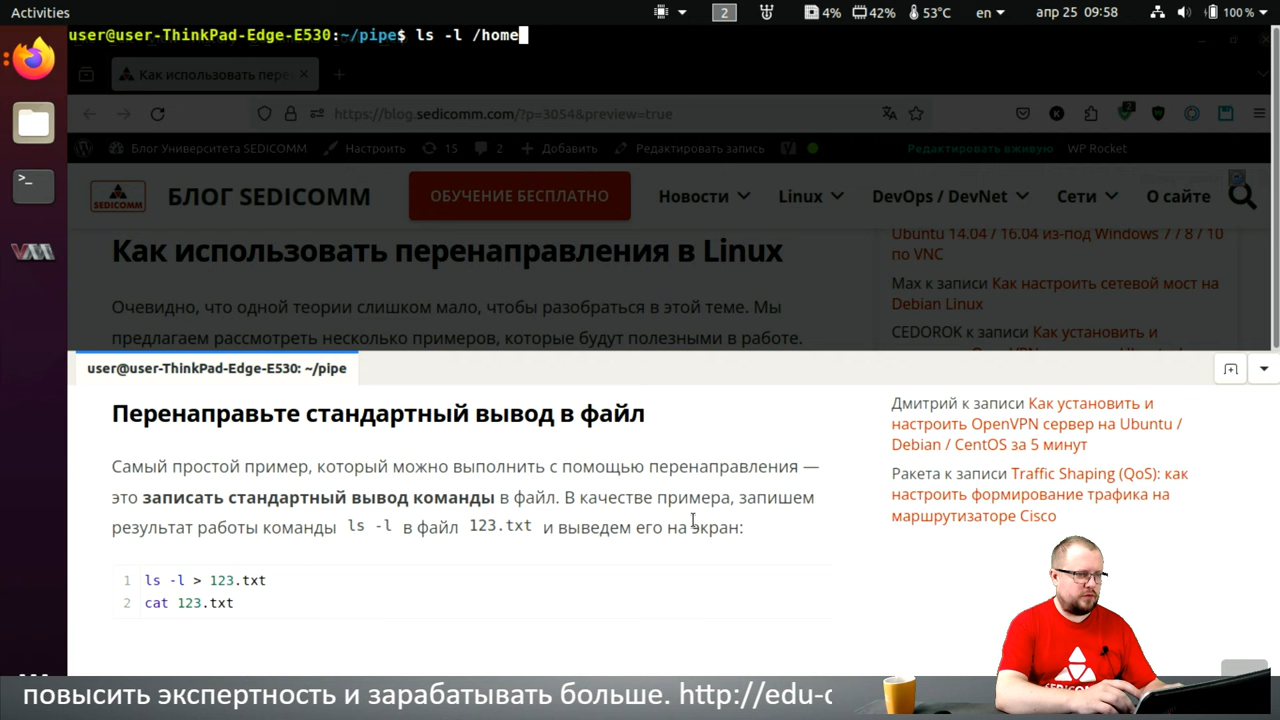 Activities
2
4%
42%
53°C
en
апр 25 09:58
100 %
user@user-ThinkPad-Edge-E530:~/pipe$ ls -l /home
Как использовать пере
https://blog.sedicomm.com/?p=3054&preview=true
2
Блог Университета SEDICOMM
Настроить
15
2
Добавить
Редактировать запись
Редактировать вживую
WP Rocket
SEDICOMM
БЛОГ SEDICOMM
ОБУЧЕНИЕ БЕСПЛАТНО
Новости
Linux
DevOps / DevNet
Сети
О сайте
Как использовать перенаправления в Linux
Очевидно, что одной теории слишком мало, чтобы разобраться в этой теме. Мы
предлагаем рассмотреть несколько примеров, которые будут полезными в работе.
Ubuntu 14.04 / 16.04 из-под Windows 7 / 8 / 10
по VNC
Max к записи Как настроить сетевой мост на
Debian Linux
CEDOROK к записи Как установить и
user@user-ThinkPad-Edge-E530: ~/pipe
Перенаправьте стандартный вывод в файл
Самый простой пример, который можно выполнить с помощью перенаправления —
это записать стандартный вывод команды в файл. В качестве примера, запишем
результат работы команды ls -l в файл 123.txt и выведем его на экран:
1 ls -l > 123.txt
2 cat 123.txt
Дмитрий к записи Как установить и
настроить OpenVPN сервер на Ubuntu /
Debian / CentOS за 5 минут
Ракета к записи Traffic Shaping (QoS): как
настроить формирование трафика на
маршрутизаторе Cisco
SEDICOMM
повысить экспертность и зарабатывать больше. http://edu-